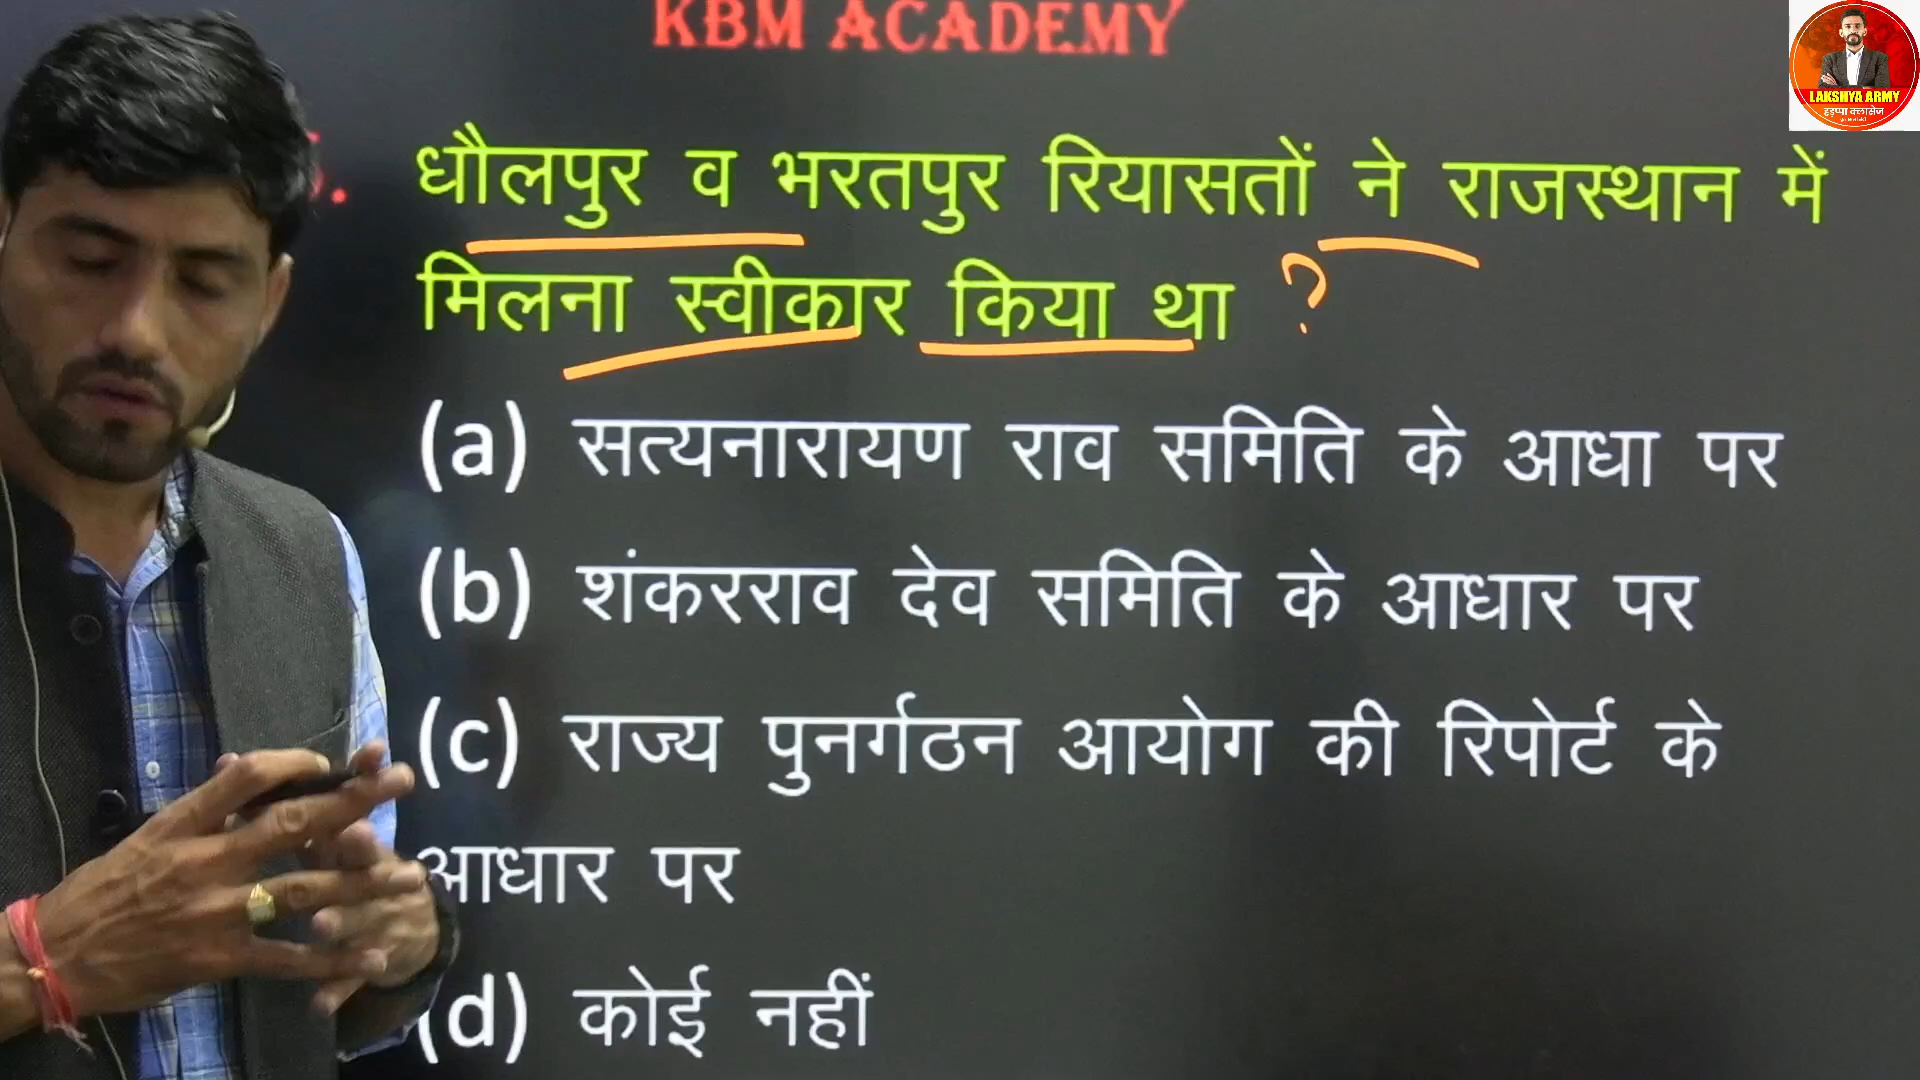 KBM ACADEMY
LAKSHYA ARMY
हड़प्पा क्लासेज
धौलपुर व भरतपुर रियासतों ने राजस्थान में
मिलना स्वीकार किया था ?
(a) सत्यनारायण राव समिति के आधा पर
(b) शंकरराव देव समिति के आधार पर
(c) राज्य पुनर्गठन आयोग की रिपोर्ट के
आधार पर
(d) कोई नहीं